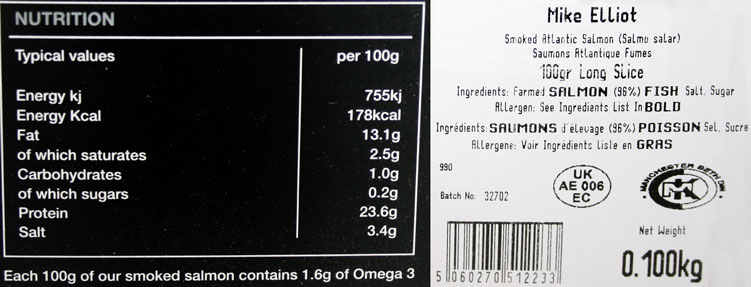 NUTRITION
Typical values per 100g
Energy kj 755kj
Energy Kcal 178kcal
Fat 13.1g
of which saturates 2.5g
Carbohydrates 1.0g
of which sugars 0.2g
Protein 23.6g
Salt 3.4g
Each 100g of our smoked salmon contains 1.6g of Omega 3
Mike Elliot
Smoked Atlantic Salmon (Salmo salar)
Saumons Atlantique Fumes
100gr Long Slice
Ingredients: Farmed SALMON (96%) FISH Salt, Sugar
Allergen: See Ingredients List In BOLD
Ingrédients: SAUMONS d'élevage (96%) POISSON Sel, Sucre
Allergene: Voir Ingredients Lisle en GRAS
990
Batch No: 32702
UK
AE 006
EC
MANCHESTER BETH DIN
MK
Net Weight
0.100kg
5 060270 512233